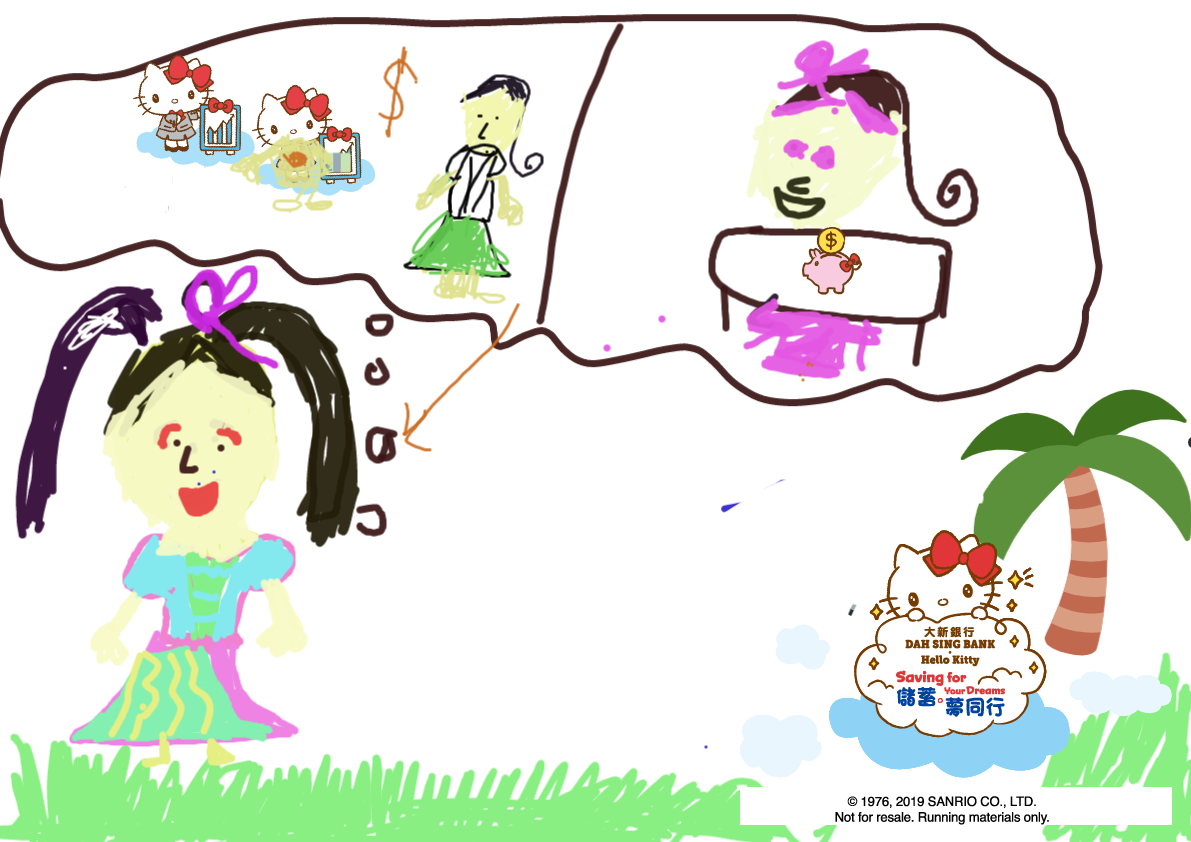 $
$
大新銀行
DAH SING BANK
Hello Kitty
Saving for
Your Dreams
儲蓄。夢同行
© 1976, 2019 SANRIO CO., LTD.
Not for resale. Running materials only.